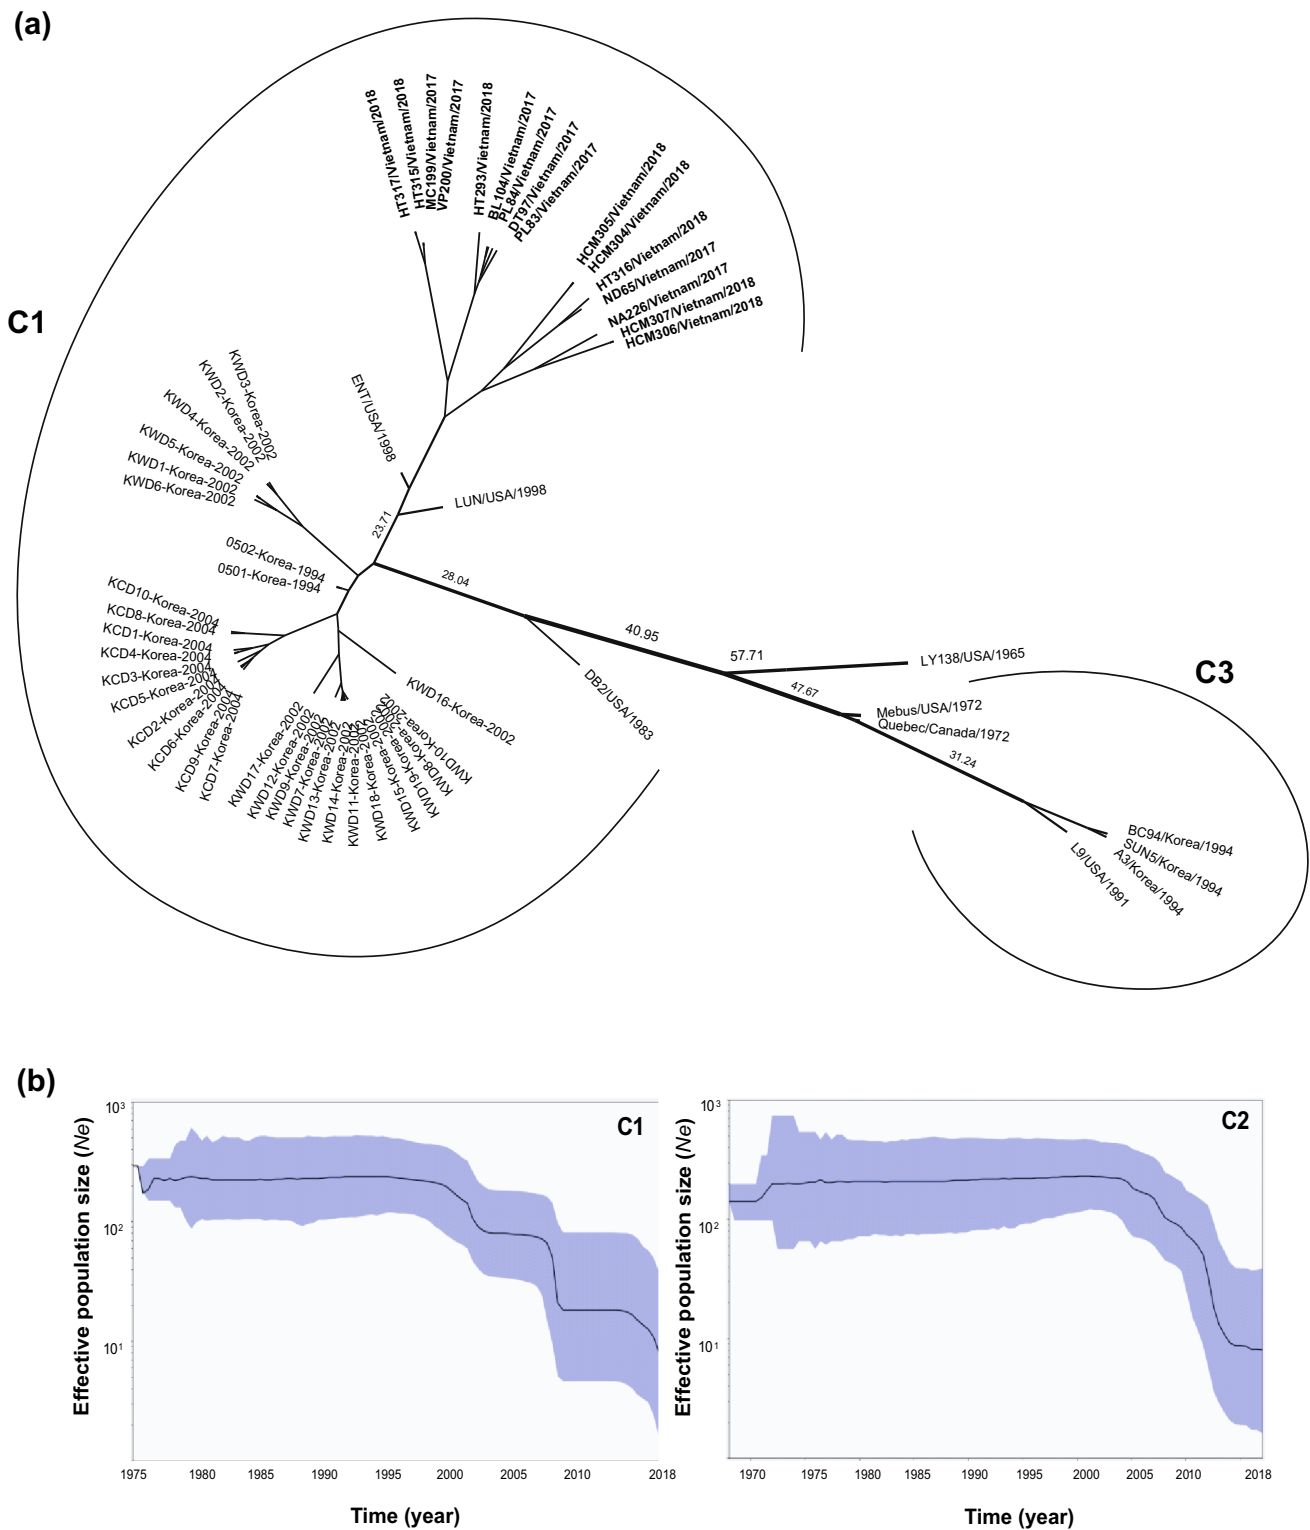 (a)
HT317/Vietnam/2018
HT315/Vietnam/2018
MC199/Vietnam/2017
VP200/Vietnam/2017
HT293/Vietnam/2018
BL104/Vietnam/2017
PL84/Vietnam/2017
DT97/Vietnam/2017
PL83/Vietnam/2017
HCM305/Vietnam/2018
HCM304/Vietnam/2018
HT316/Vietnam/2018
ND65/Vietnam/2017
NA226/Vietnam/2017
HCM307/Vietnam/2018
HCM306/Vietnam/2018
C1
KWD3-Korea-2002
KWD2-Korea-2002
KWD4-Korea-2002
KWD5-Korea-2002
KWD1-Korea-2002
KWD6-Korea-2002
ENT/USA/1998
LUN/USA/1998
23.71
0502-Korea-1994
0501-Korea-1994
28.04
KCD10-Korea-2004
KCD8-Korea-2004
KCD1-Korea-2004
KCD4-Korea-2004
KCD3-Korea-2004
KCD5-Korea-2004
KCD2-Korea-2004
KCD6-Korea-2004
KCD9-Korea-2004
KCD7-Korea-2004
KWD17-Korea-2002
KWD12-Korea-2002
KWD9-Korea-2002
KWD7-Korea-2002
KWD13-Korea-2002
KWD14-Korea-2002
KWD11-Korea-2002
KWD18-Korea-2002
KWD15-Korea-2002
KWD19-Korea-2002
KWD8-Korea-2002
KWD10-Korea-2002
KWD16-Korea-2002
DB2/USA/1983
40.95
57.71
LY138/USA/1965
C3
47.67
Mebus/USA/1972
Quebec/Canada/1972
31.24
BC94/Korea/1994
SUN5/Korea/1994
A3/Korea/1994
L9/USA/1991
(b)
Effective population size (Ne)
10³
10²
10¹
C1
1975 1980 1985 1990 1995 2000 2005 2010 2018
Time (year)
Effective population size (Ne)
10³
10²
10¹
C2
1970 1975 1980 1985 1990 1995 2000 2005 2010 2018
Time (year)